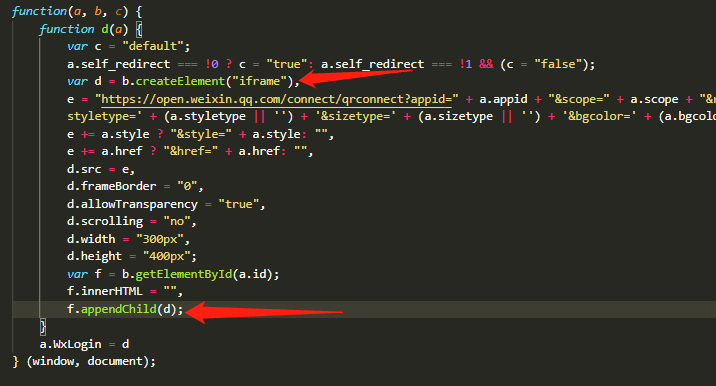 function(a, b, c) {
function d(a) {
var c = "default";
a.self_redirect === !0 ? c = "true": a.self_redirect === !1 && (c = "false");
var d = b.createElement("iframe"),
e = "https://open.weixin.qq.com/connect/qrconnect?appid=" + a.appid + "&scope=" + a.scope + "&
styletype=' + (a.styletype || '') + '&sizetype=' + (a.sizetype || '') + '&bgcolor=' + (a.bgco
e += a.style ? "&style=" + a.style: "",
e += a.href ? "&href=" + a.href: "",
d.src = e,
d.frameBorder = "0",
d.allowTransparency = "true",
d.scrolling = "no",
d.width = "300px",
d.height = "400px";
var f = b.getElementById(a.id);
f.innerHTML = "",
f.appendChild(d);
}
a.WxLogin = d
} (window, document);